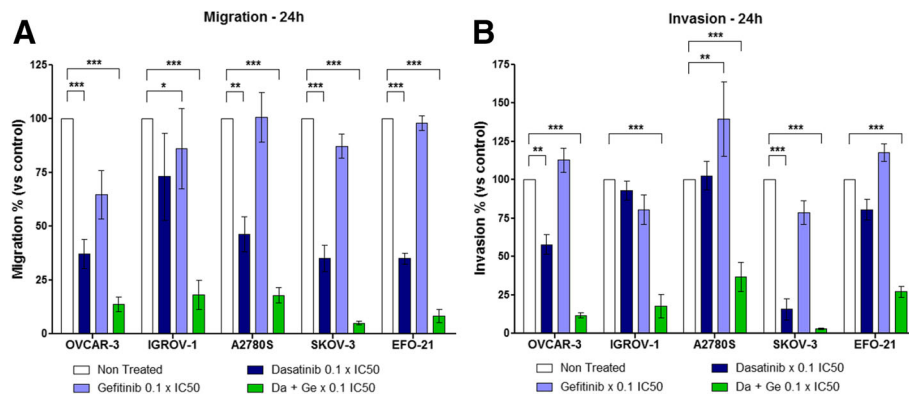 A
Migration - 24h
Migration % (vs control)
125
100
75
50
25
0
***
***
***
*
***
**
***
***
***
***
OVCAR-3
IGROV-1
A2780S
SKOV-3
EFO-21
Non Treated
Dasatinib 0.1 x IC50
Gefitinib 0.1 x IC50
Da + Ge x 0.1 IC50
B
Invasion - 24h
Invasion % (vs control)
175
150
125
100
75
50
25
0
***
**
***
***
**
***
***
***
OVCAR-3
IGROV-1
A2780S
SKOV-3
EFO-21
Non Treated
Dasatinib x 0.1 IC50
Gefitinib x 0.1 IC50
Da + Ge 0.1 x IC50